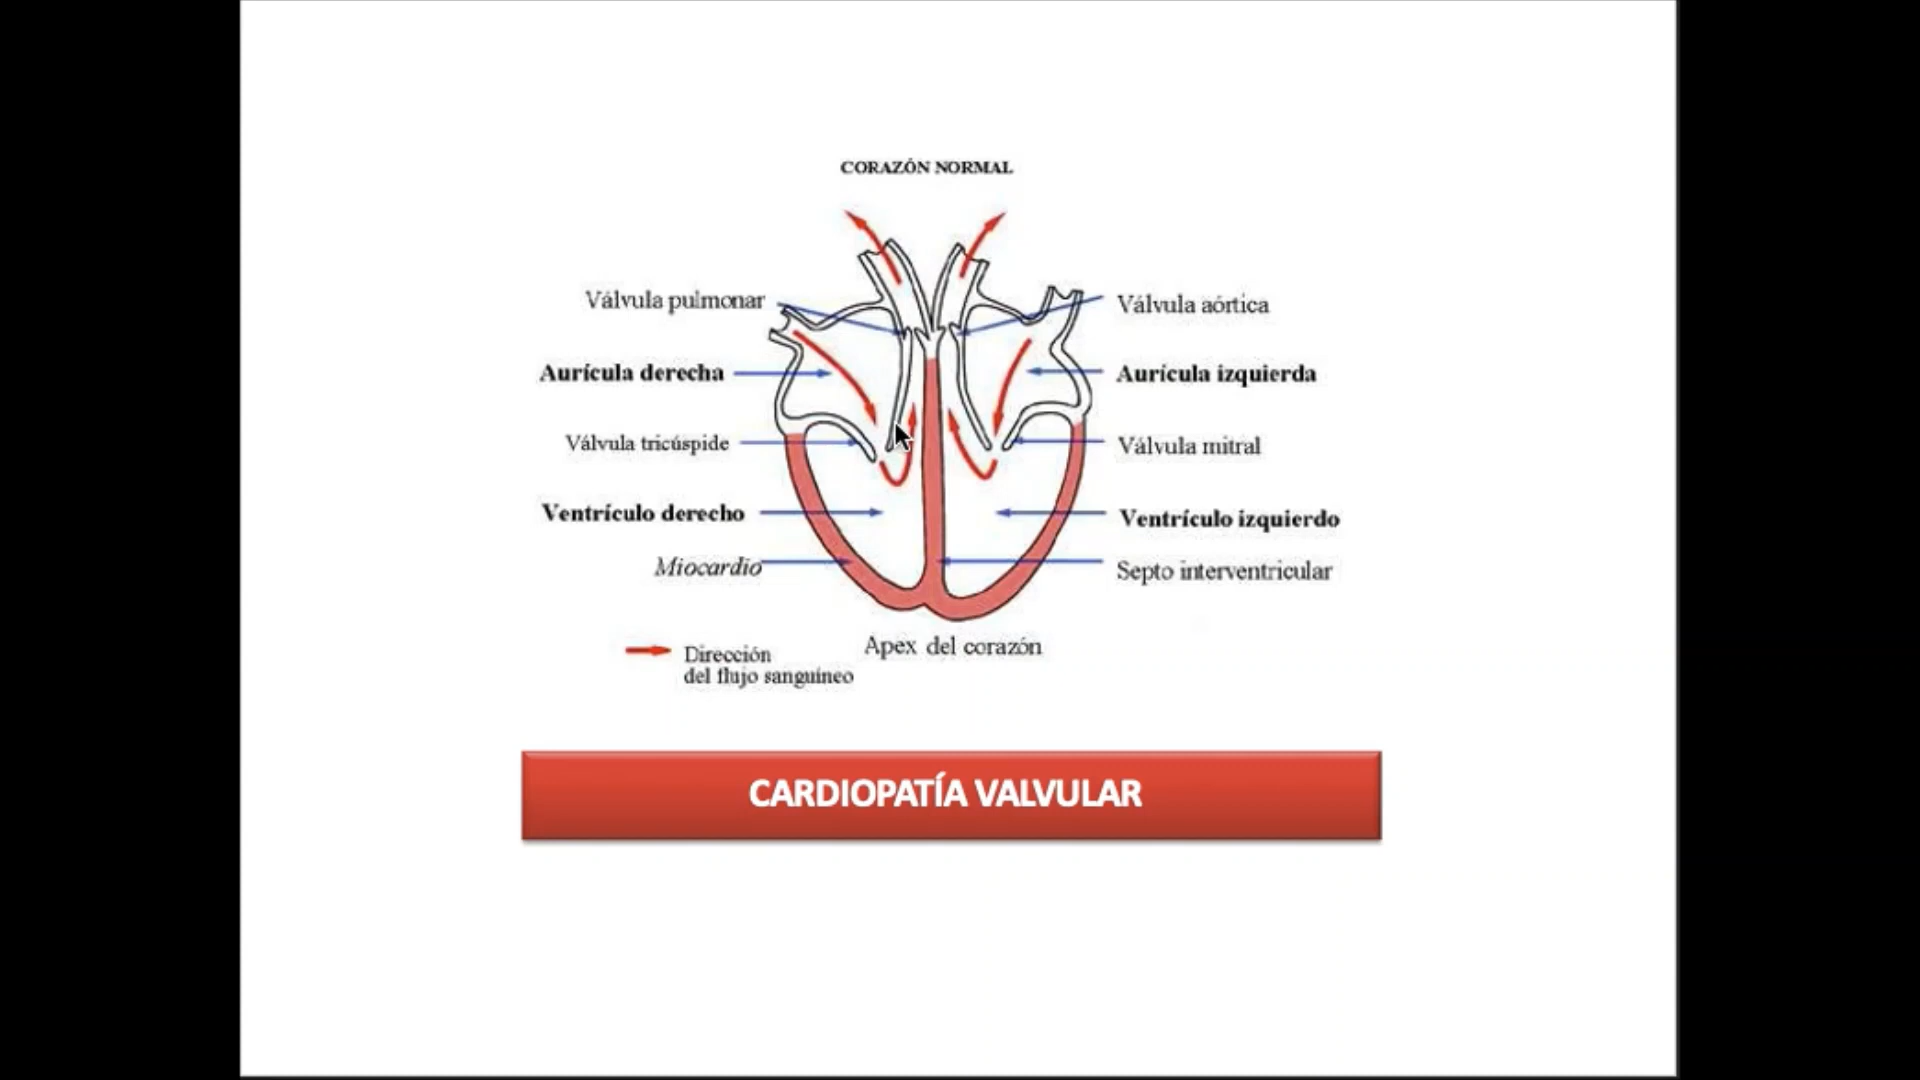 CORAZÓN NORMAL
Válvula pulmonar
Válvula aórtica
Aurícula derecha
Aurícula izquierda
Válvula tricúspide
Válvula mitral
Ventrículo derecho
Ventrículo izquierdo
Miocardio
Septo interventricular
Apex del corazón
Dirección
del flujo sanguíneo
CARDIOPATÍA VALVULAR